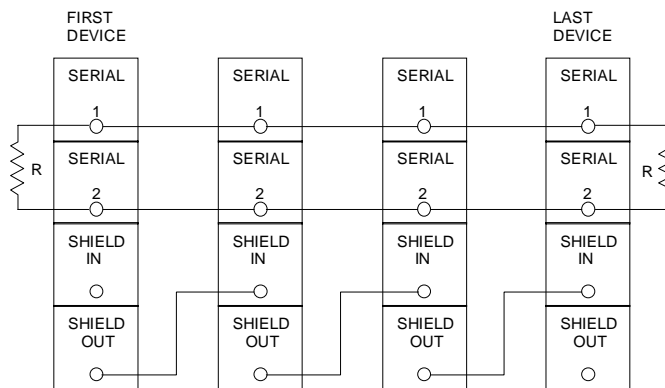 FIRST
DEVICE
LAST
DEVICE
SERIAL
SERIAL
SERIAL
SERIAL
1
1
1
1
R
R
SERIAL
SERIAL
SERIAL
SERIAL
2
2
2
2
SHIELD
IN
SHIELD
IN
SHIELD
IN
SHIELD
IN
SHIELD
OUT
SHIELD
OUT
SHIELD
OUT
SHIELD
OUT